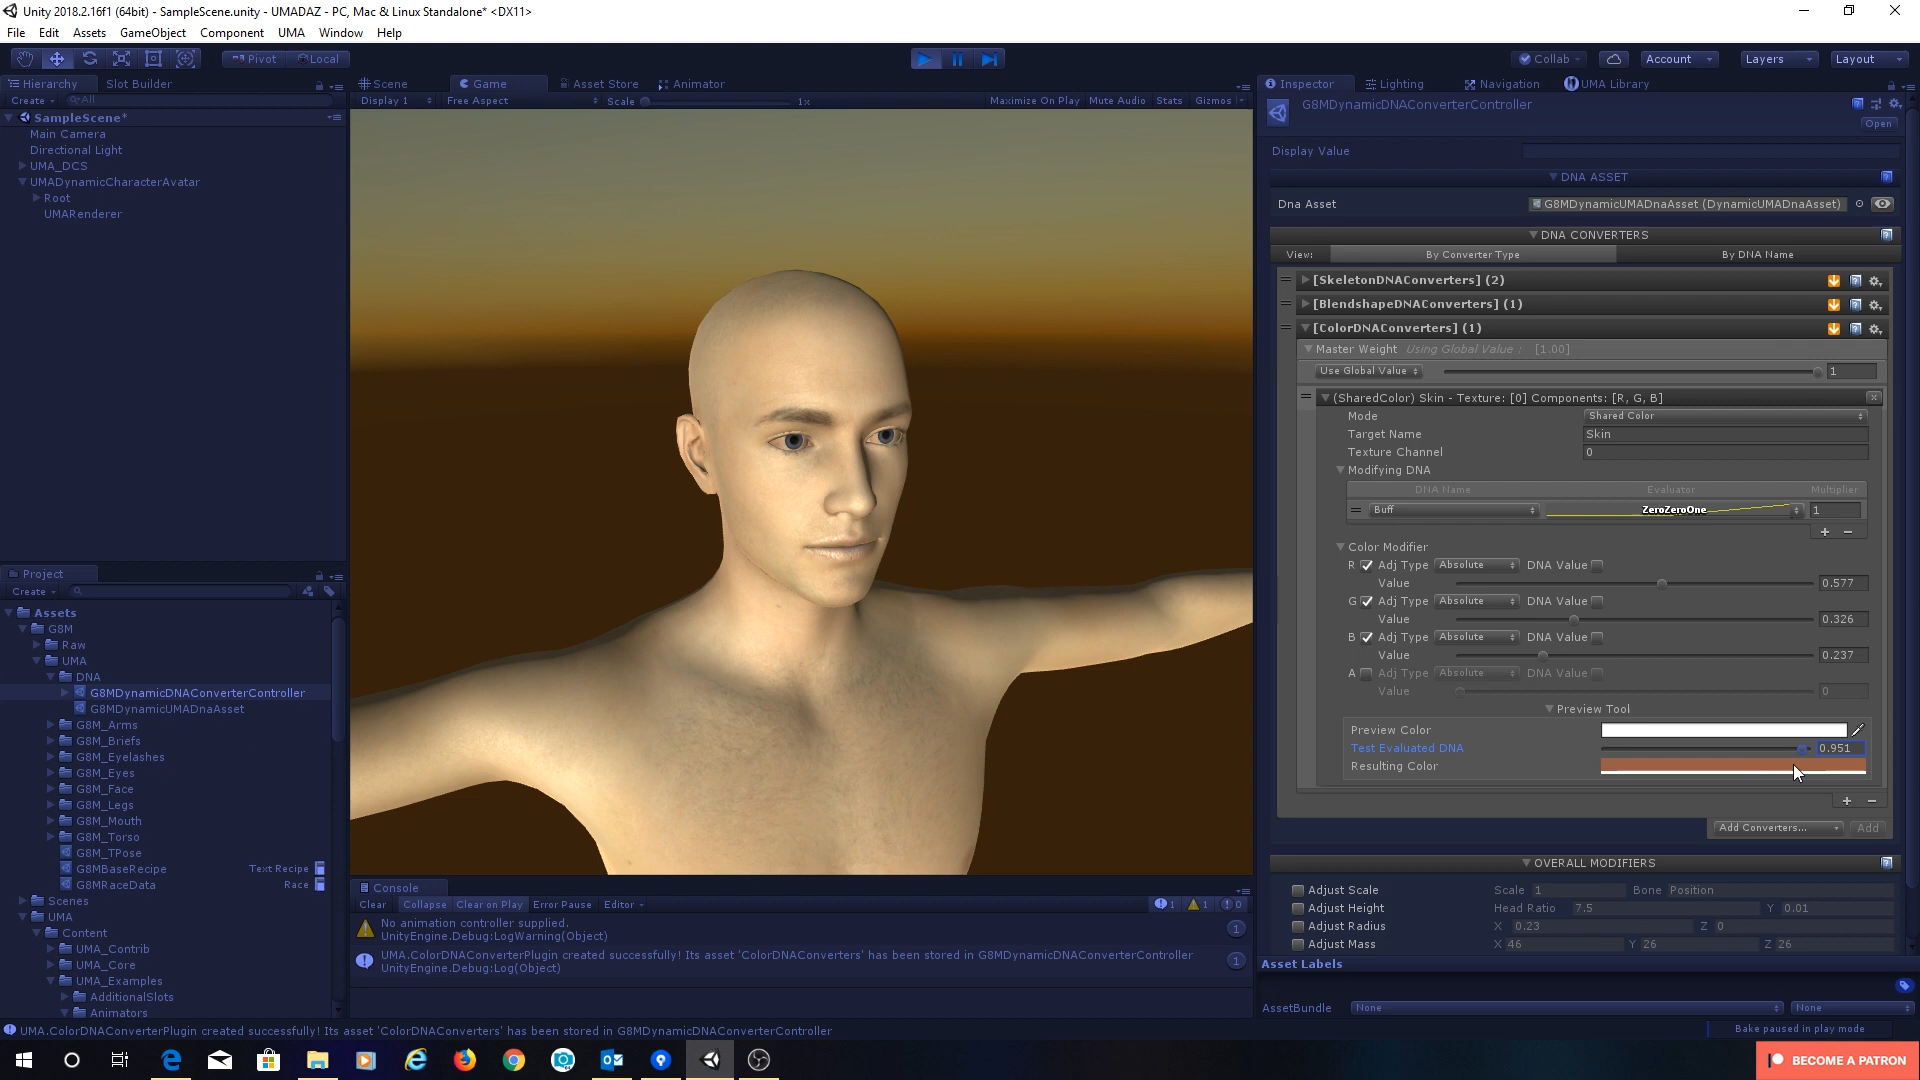 Unity 2018.2.16f1 (64bit) - SampleScene.unity - UMADAZ - PC, Mac & Linux Standalone* <DX11>
File Edit Assets GameObject Component UMA Window Help
Pivot Local Collab Account Layers Layout
Hierarchy Slot Builder
Create All
SampleScene*
Main Camera
Directional Light
UMA_DCS
UMADynamicCharacterAvatar
Root
UMARenderer
Project
Create
Assets
G8M
Raw
UMA
DNA
G8MDynamicDNAConverterController
G8MDynamicUMADnaAsset
G8M_Arms
G8M_Briefs
G8M_Eyelashes
G8M_Eyes
G8M_Face
G8M_Legs
G8M_Mouth
G8M_Torso
G8M_TPose
G8MBaseRecipe Text Recipe
G8MRaceData Race
Scenes
UMA
Content
UMA_Contrib
UMA_Core
UMA_Examples
AdditionalSlots
Animators
Scene Game Asset Store Animator
Display 1 Free Aspect Scale 1x Maximize On Play Mute Audio Stats Gizmos
Console
Clear Collapse Clear on Play Error Pause Editor 1 1 0
No animation controller supplied.
UnityEngine.Debug:LogWarning(Object) 1
UMA.ColorDNAConverterPlugin created successfully! Its asset 'ColorDNAConverters' has been stored in G8MDynamicDNAConverterController
UnityEngine.Debug:Log(Object) 1
Inspector Lighting Navigation UMA Library
G8MDynamicDNAConverterController
Open
Display Value
DNA ASSET
Dna Asset G8MDynamicUMADnaAsset (DynamicUMADnaAsset)
DNA CONVERTERS
View: By Converter Type By DNA Name
[SkeletonDNAConverters] (2)
[BlendshapeDNAConverters] (1)
[ColorDNAConverters] (1)
Master Weight Using Global Value : [1.00]
Use Global Value 1
(SharedColor) Skin - Texture: [0] Components: [R, G, B]
Mode Shared Color
Target Name Skin
Texture Channel 0
Modifying DNA
DNA Name Evaluator Multiplier
Buff ZeroZeroOne 1
Color Modifier
R Adj Type Absolute DNA Value
Value 0.577
G Adj Type Absolute DNA Value
Value 0.326
B Adj Type Absolute DNA Value
Value 0.237
A Adj Type Absolute DNA Value
Value 0
Preview Tool
Preview Color
Test Evaluated DNA 0.951
Resulting Color
Add Converters... Add
OVERALL MODIFIERS
Adjust Scale Scale 1 Bone Position
Adjust Height Head Ratio 7.5 Y 0.01
Adjust Radius X 0.23 Z 0
Adjust Mass X 46 Y 26 Z 26
Asset Labels
AssetBundle None None
UMA.ColorDNAConverterPlugin created successfully! Its asset 'ColorDNAConverters' has been stored in G8MDynamicDNAConverterController
Bake paused in play mode
BECOME A PATRON